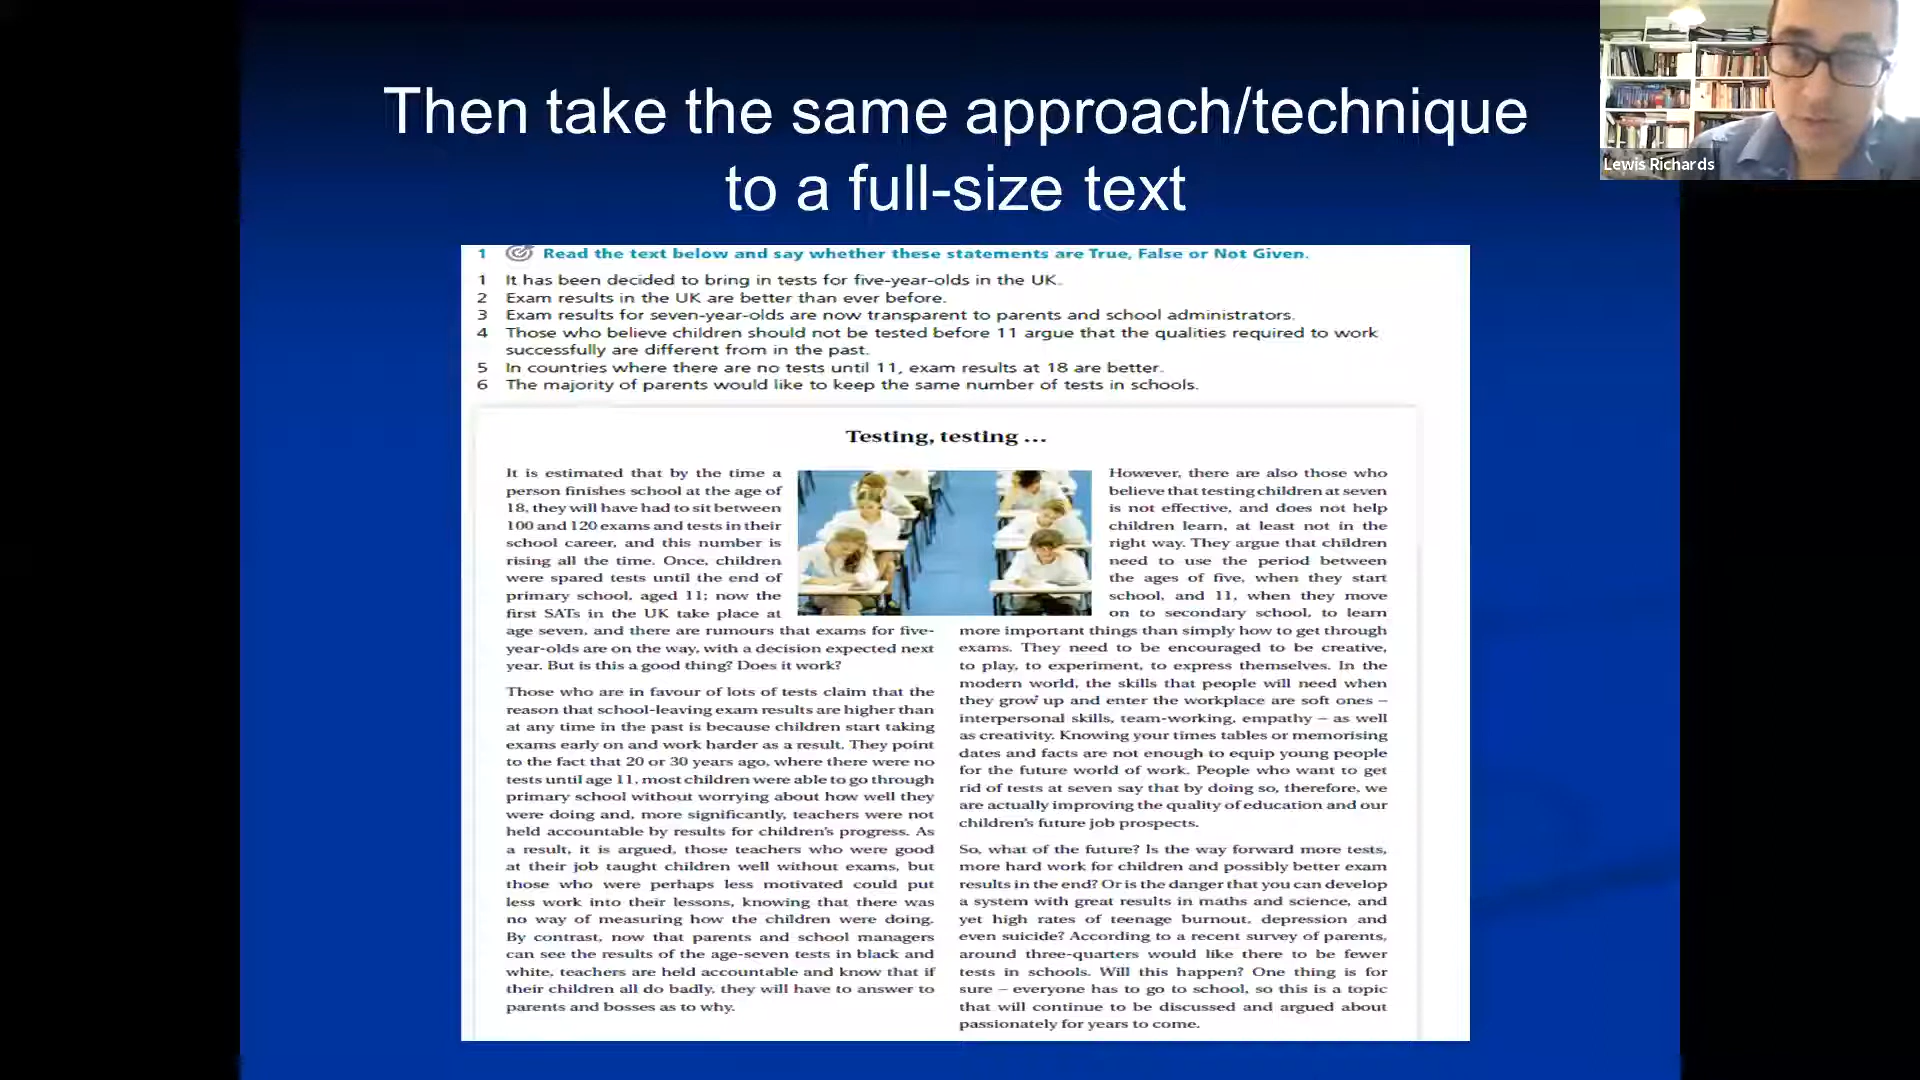 Then take the same approach/technique
to a full-size text
Lewis Richards
1 Read the text below and say whether these statements are True, False or Not Given.
1 It has been decided to bring in tests for five-year-olds in the UK.
2 Exam results in the UK are better than ever before.
3 Exam results for seven-year-olds are now transparent to parents and school administrators.
4 Those who believe children should not be tested before 11 argue that the qualities required to work
successfully are different from in the past.
5 In countries where there are no tests until 11, exam results at 18 are better.
6 The majority of parents would like to keep the same number of tests in schools.
Testing, testing ...
It is estimated that by the time a
person finishes school at the age of
18, they will have had to sit between
100 and 120 exams and tests in their
school career, and this number is
rising all the time. Once, children
were spared tests until the end of
primary school, aged 11; now the
first SATs in the UK take place at
age seven, and there are rumours that exams for five-
year-olds are on the way, with a decision expected next
year. But is this a good thing? Does it work?
Those who are in favour of lots of tests claim that the
reason that school-leaving exam results are higher than
at any time in the past is because children start taking
exams early on and work harder as a result. They point
to the fact that 20 or 30 years ago, where there were no
tests until age 11, most children were able to go through
primary school without worrying about how well they
were doing and, more significantly, teachers were not
held accountable by results for children's progress. As
a result, it is argued, those teachers who were good
at their job taught children well without exams, but
those who were perhaps less motivated could put
less work into their lessons, knowing that there was
no way of measuring how the children were doing.
By contrast, now that parents and school managers
can see the results of the age-seven tests in black and
white, teachers are held accountable and know that if
their children all do badly, they will have to answer to
parents and bosses as to why.
However, there are also those who
believe that testing children at seven
is not effective, and does not help
children learn, at least not in the
right way. They argue that children
need to use the period between
the ages of five, when they start
school, and 11, when they move
on to secondary school, to learn
more important things than simply how to get through
exams. They need to be encouraged to be creative,
to play, to experiment, to express themselves. In the
modern world, the skills that people will need when
they grow up and enter the workplace are soft ones –
interpersonal skills, team-working, empathy – as well
as creativity. Knowing your times tables or memorising
dates and facts are not enough to equip young people
for the future world of work. People who want to get
rid of tests at seven say that by doing so, therefore, we
are actually improving the quality of education and our
children's future job prospects.
So, what of the future? Is the way forward more tests,
more hard work for children and possibly better exam
results in the end? Or is the danger that you can develop
a system with great results in maths and science, and
yet high rates of teenage burnout, depression and
even suicide? According to a recent survey of parents,
around three-quarters would like there to be fewer
tests in schools. Will this happen? One thing is for
sure – everyone has to go to school, so this is a topic
that will continue to be discussed and argued about
passionately for years to come.